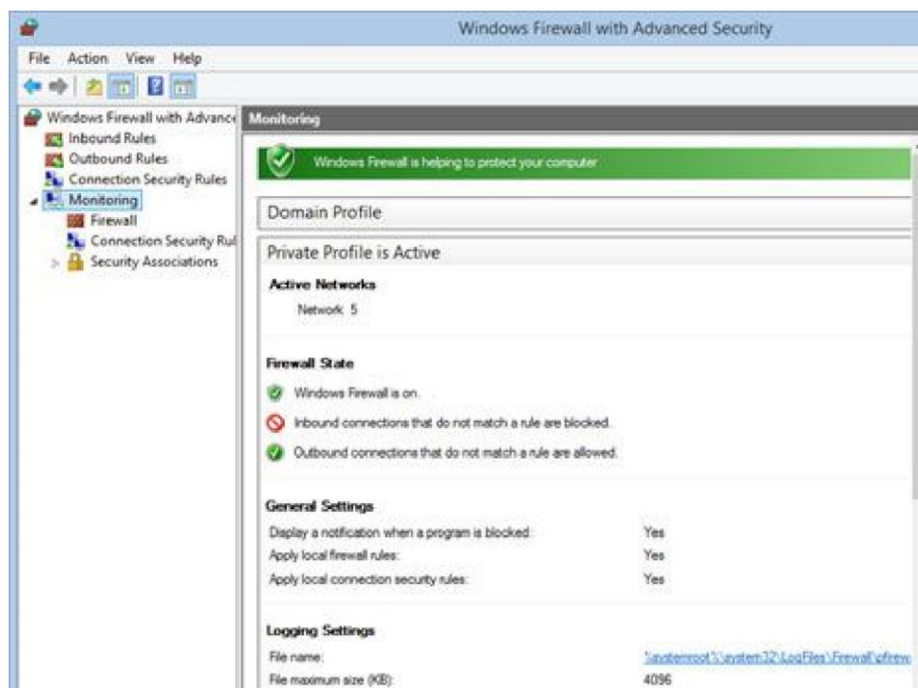 Windows Firewall with Advanced Security
File Action View Help
Windows Firewall with Advance
Inbound Rules
Outbound Rules
Connection Security Rules
Monitoring
Firewall
Connection Security Rul
Security Associations
Monitoring
Windows Firewall is helping to protect your computer
Domain Profile
Private Profile is Active
Active Networks
Network 5
Firewall State
Windows Firewall is on.
Inbound connections that do not match a rule are blocked.
Outbound connections that do not match a rule are allowed.
General Settings
Display a notification when a program is blocked: Yes
Apply local firewall rules: Yes
Apply local connection security rules: Yes
Logging Settings
File name: %systemroot%\system32\LogFiles\Firewall\pfirew
File maximum size (KB): 4096